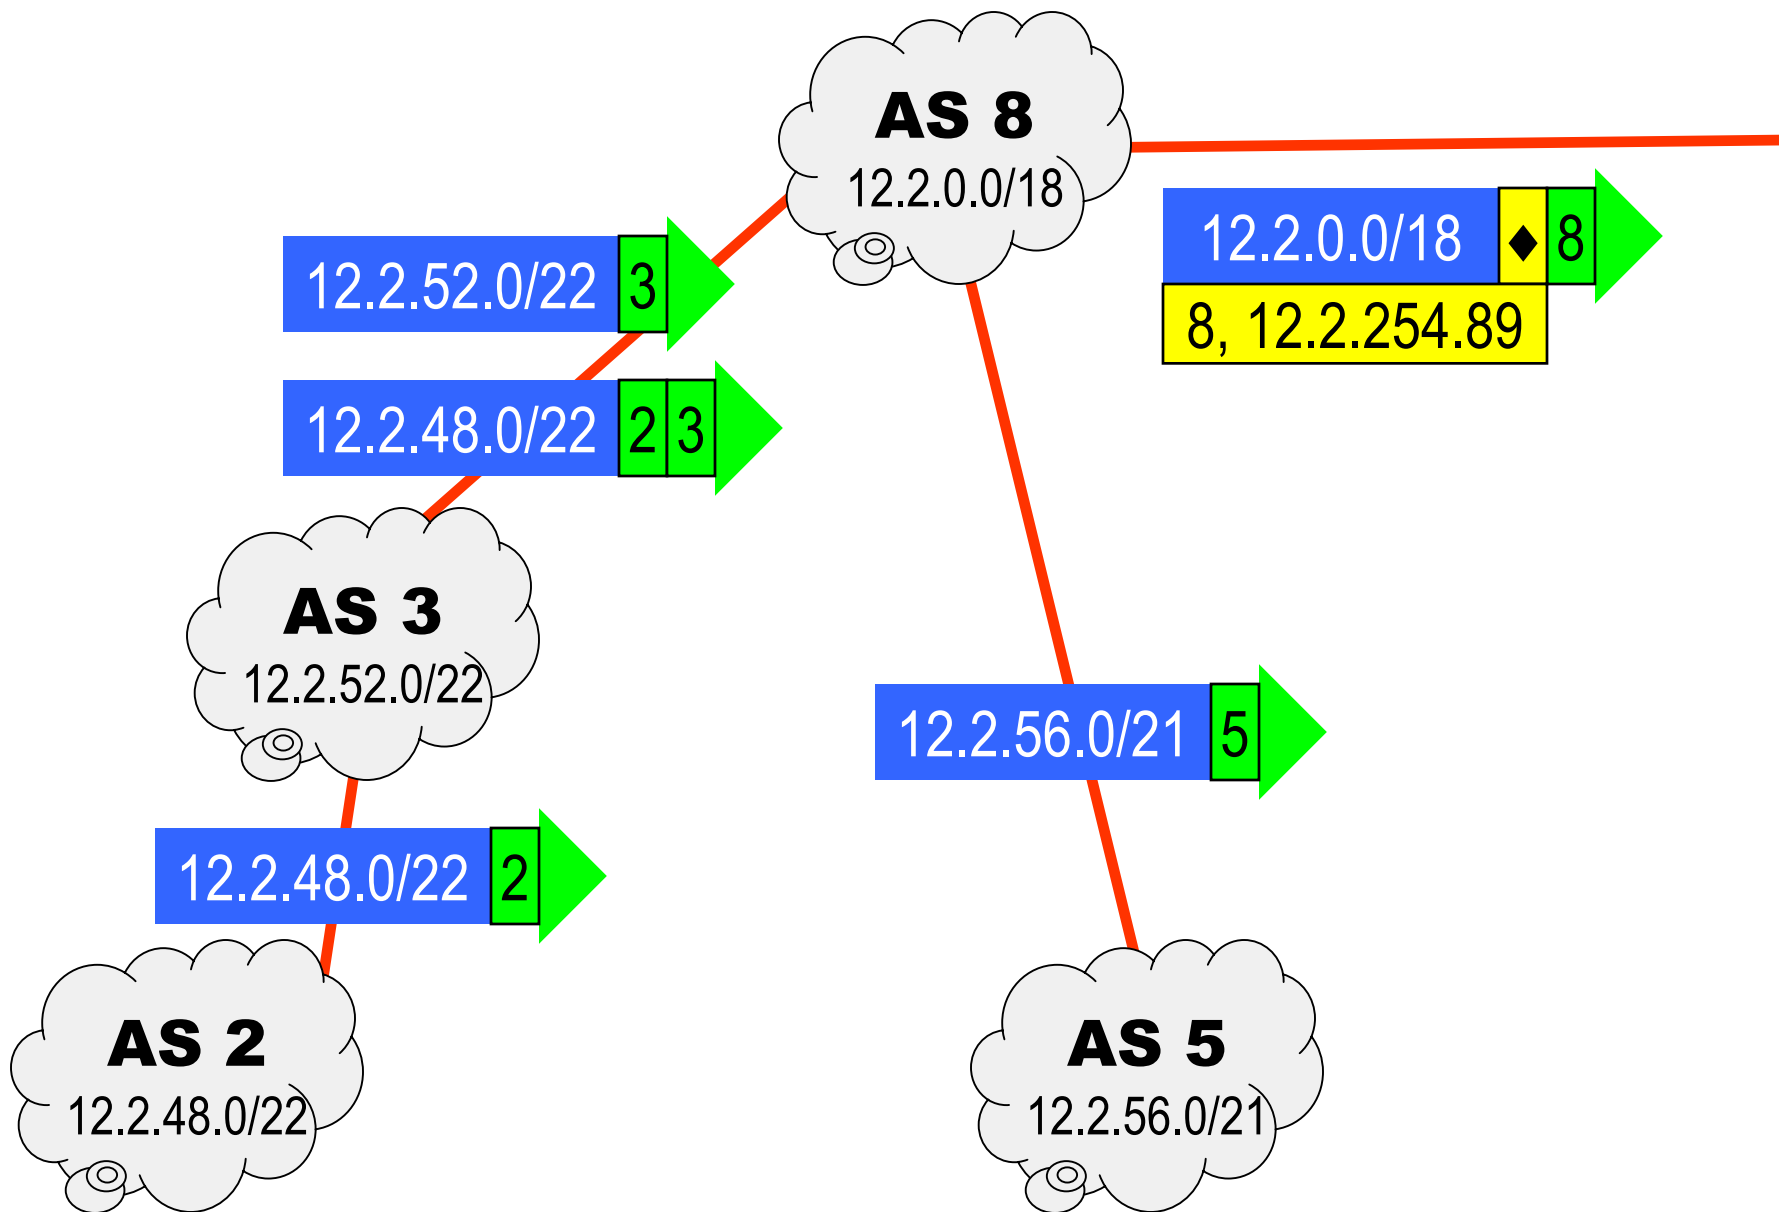 AS 8
12.2.0.0/18
12.2.0.0/18 ♦ 8
8, 12.2.254.89
12.2.52.0/22 3
12.2.48.0/22 2 3
AS 3
12.2.52.0/22
12.2.56.0/21 5
12.2.48.0/22 2
AS 2
12.2.48.0/22
AS 5
12.2.56.0/21